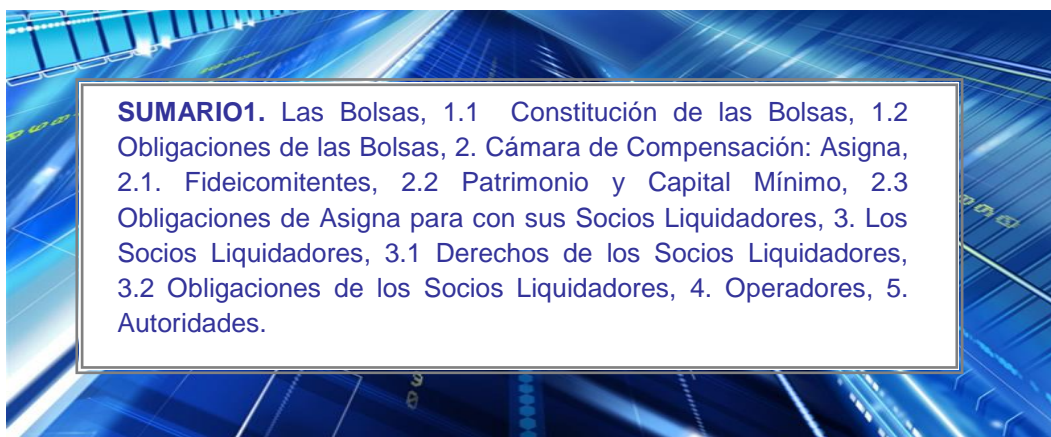 SUMARIO1. Las Bolsas, 1.1 Constitución de las Bolsas, 1.2
Obligaciones de las Bolsas, 2. Cámara de Compensación: Asigna,
2.1. Fideicomitentes, 2.2 Patrimonio y Capital Mínimo, 2.3
Obligaciones de Asigna para con sus Socios Liquidadores, 3. Los
Socios Liquidadores, 3.1 Derechos de los Socios Liquidadores,
3.2 Obligaciones de los Socios Liquidadores, 4. Operadores, 5.
Autoridades.